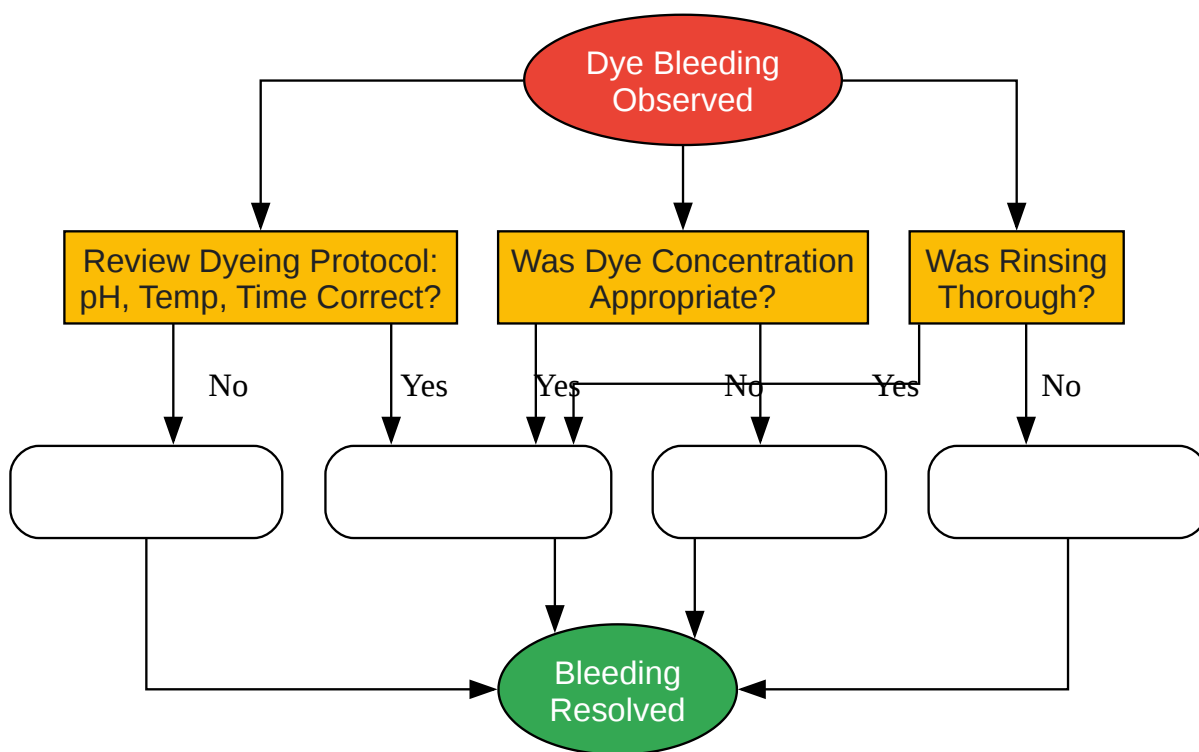 Dye Bleeding
Observed
Review Dyeing Protocol:
pH, Temp, Time Correct?
Was Dye Concentration
Appropriate?
Was Rinsing
Thorough?
No
Yes
Yes
No
Yes
No
Bleeding
Resolved